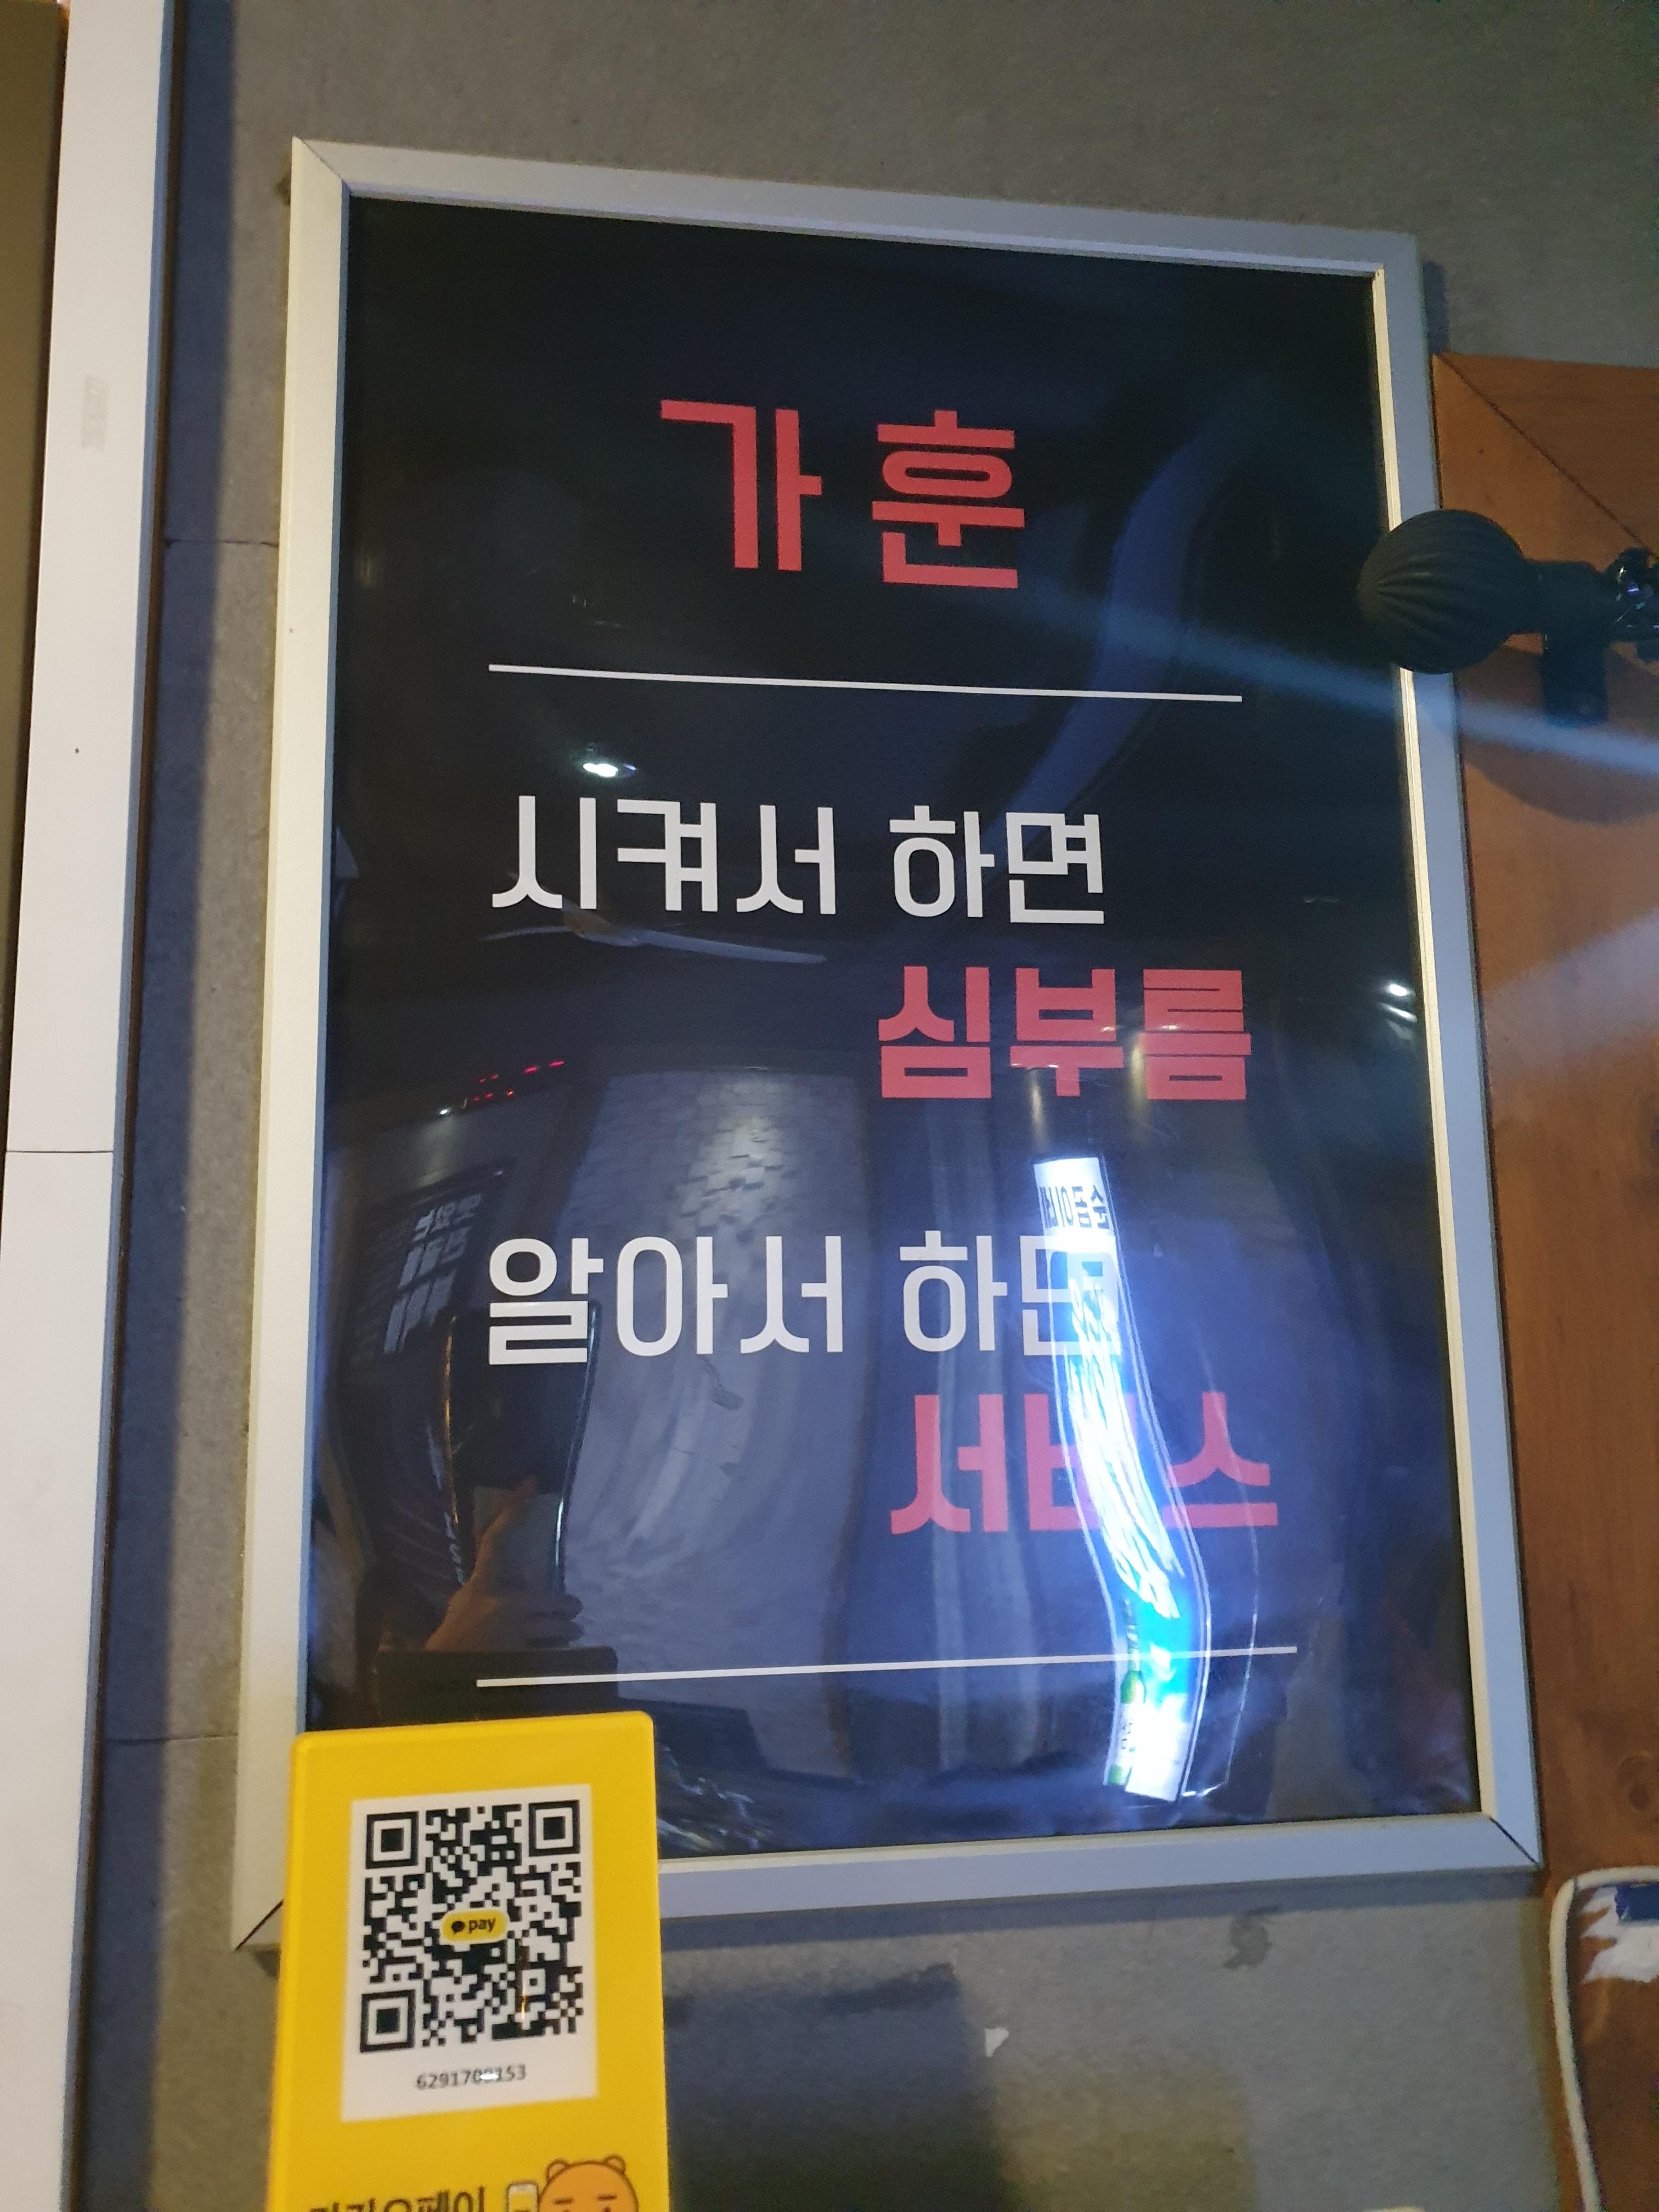 가훈
시켜서 하면
심부름
알아서 하면
서비스
pay